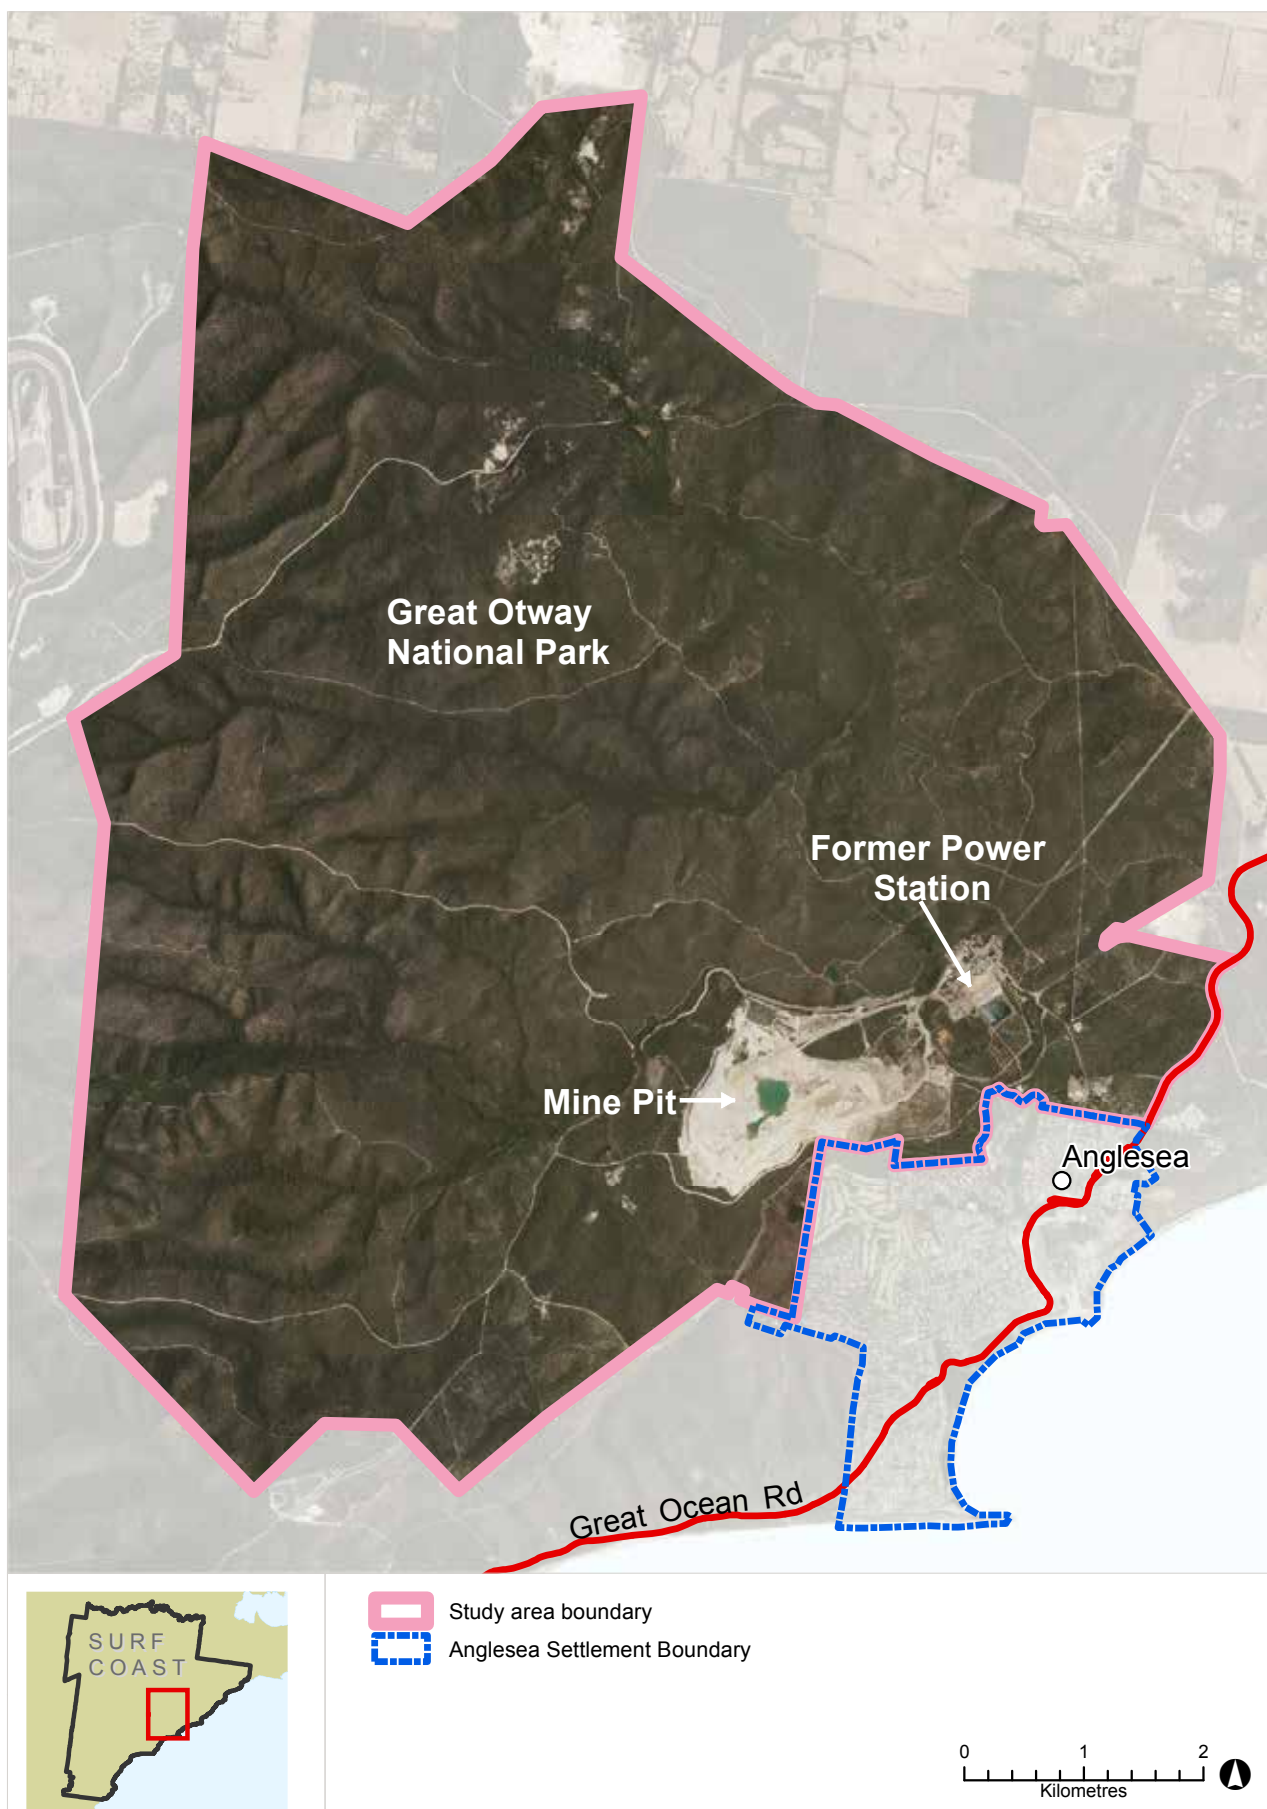 Great Otway
National Park
Former Power
Station
Mine Pit
Anglesea
Great Ocean Rd
SURF
COAST
Study area boundary
Anglesea Settlement Boundary
0 1 2
Kilometres